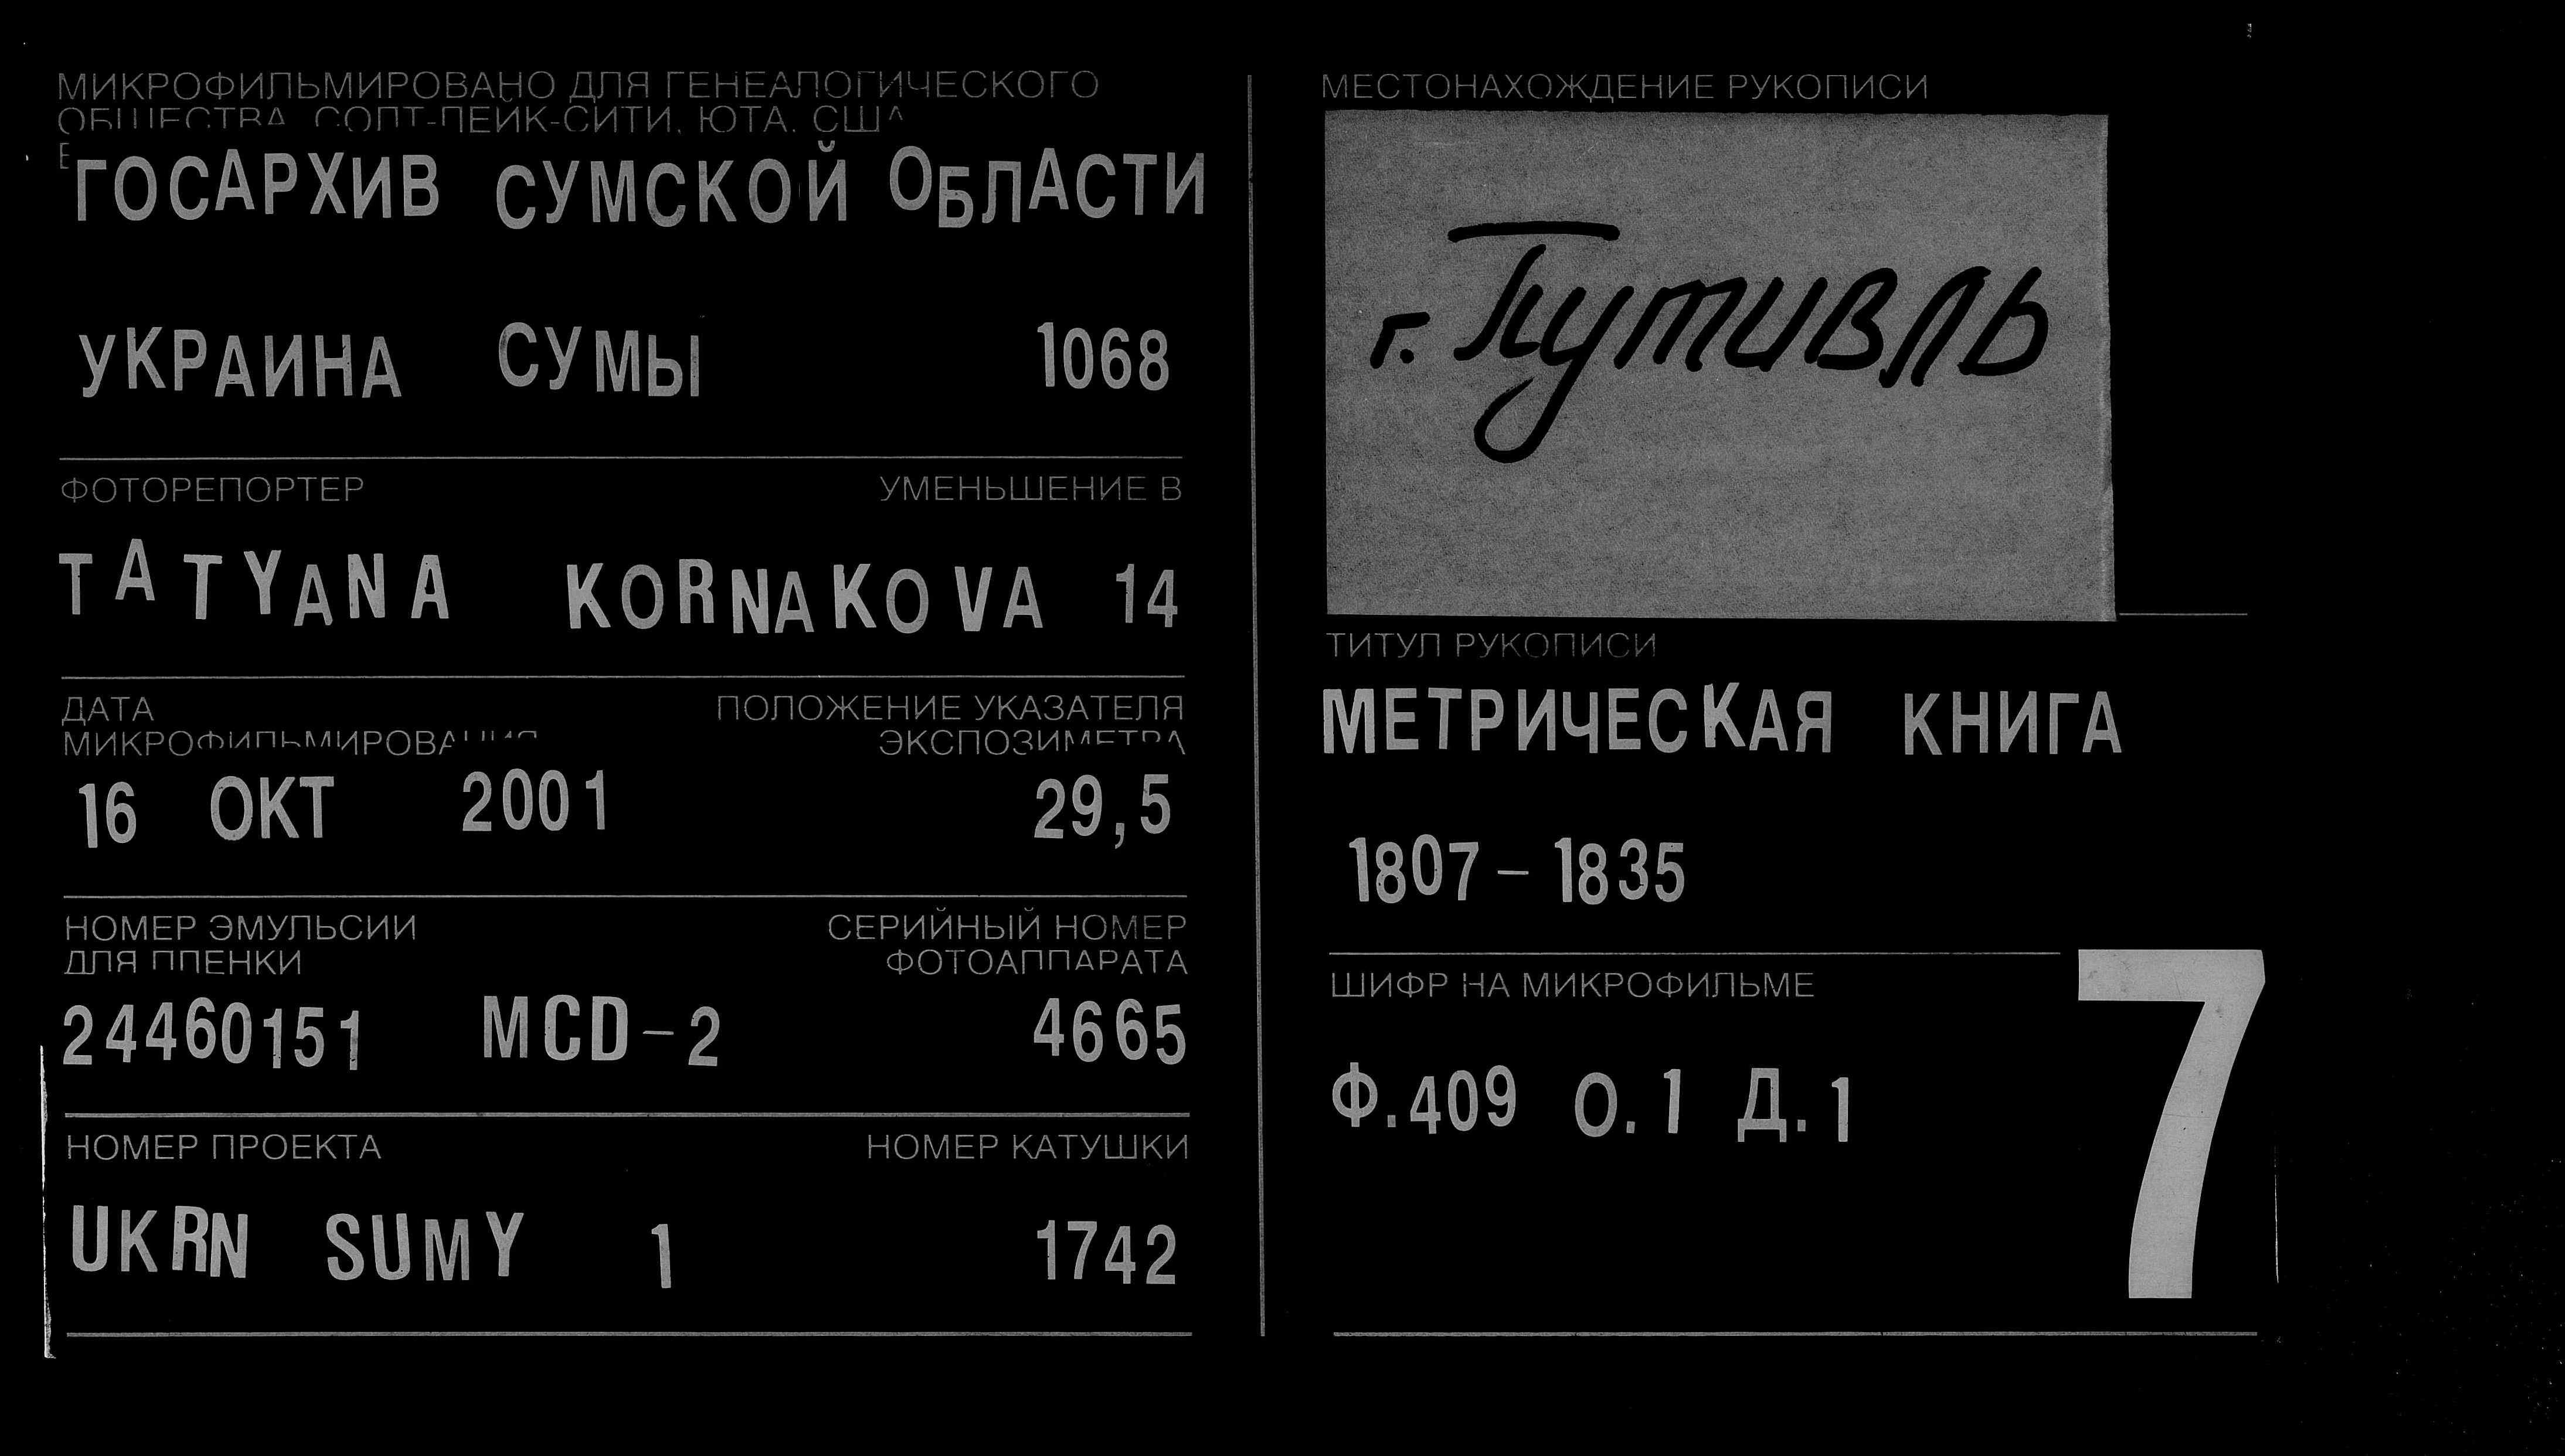 МИКРОФИЛЬМИРОВАНО ДЛЯ ГЕНЕАЛОГИЧЕСКОГО
ОБЩЕСТВА, СОЛТ-ЛЕЙК-СИТИ, ЮТА, США
ГОСАРХИВ СУМСКОЙ ОБЛАСТИ
УКРАИНА СУМЫ 1068
ФОТОРЕПОРТЕР УМЕНЬШЕНИЕ В
TATYANA KORNAKOVA 14
ДАТА ПОЛОЖЕНИЕ УКАЗАТЕЛЯ
МИКРОФИЛЬМИРОВАНИЯ ЭКСПОЗИМЕТРА
16 ОКТ 2001 29,5
НОМЕР ЭМУЛЬСИИ СЕРИЙНЫЙ НОМЕР
ДЛЯ ПЛЕНКИ ФОТОАППАРАТА
24460151 MCD-2 4665
НОМЕР ПРОЕКТА НОМЕР КАТУШКИ
UKRN SUMY 1 1742
МЕСТОНАХОЖДЕНИЕ РУКОПИСИ
г. Путивль
ТИТУЛ РУКОПИСИ
МЕТРИЧЕСКАЯ КНИГА
1807-1835
ШИФР НА МИКРОФИЛЬМЕ
Ф.409 О.1 Д.1
7